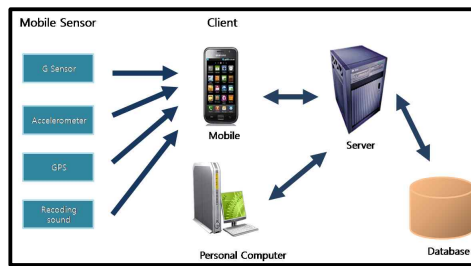 Mobile Sensor
Client
G Sensor
Accelerometer
GPS
Recoding
sound
Mobile
Server
Personal Computer
Database